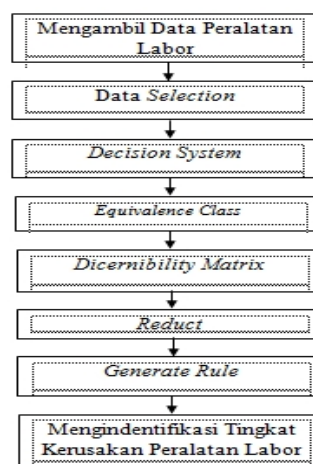 Mengambil Data Peralatan
Labor
Data Selection
Decision System
Equivalence Class
Dicernibility Matrix
Reduct
Generate Rule
Mengindentifikasi Tingkat
Kerusakan Peralatan Labor